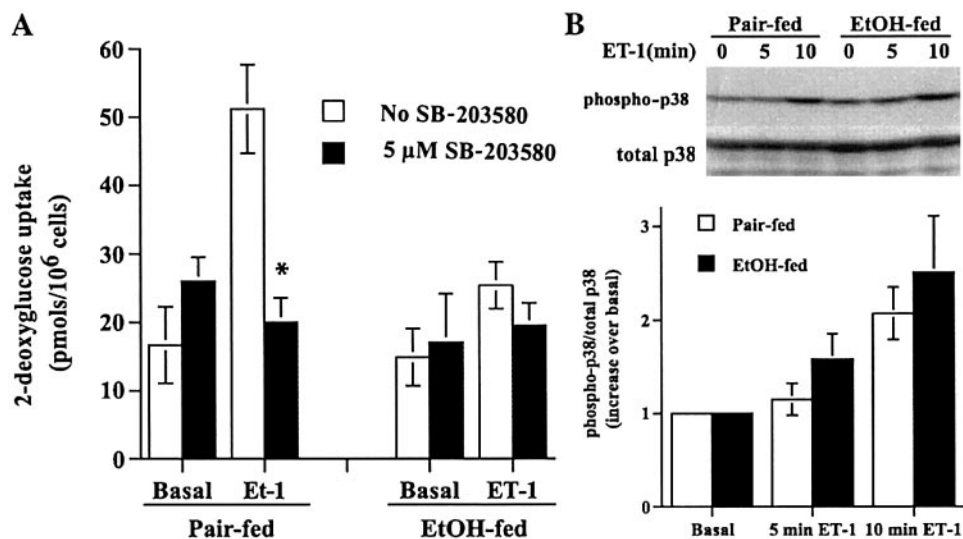 A
2-deoxyglucose uptake
(pmols/10⁶ cells)
60
50
40
30
20
10
0
No SB-203580
5 µM SB-203580
*
Basal Et-1 Basal ET-1
Pair-fed EtOH-fed
B
Pair-fed EtOH-fed
ET-1(min) 0 5 10 0 5 10
phospho-p38
total p38
phospho-p38/total p38
(increase over basal)
3
2
1
0
Pair-fed
EtOH-fed
Basal 5 min ET-1 10 min ET-1